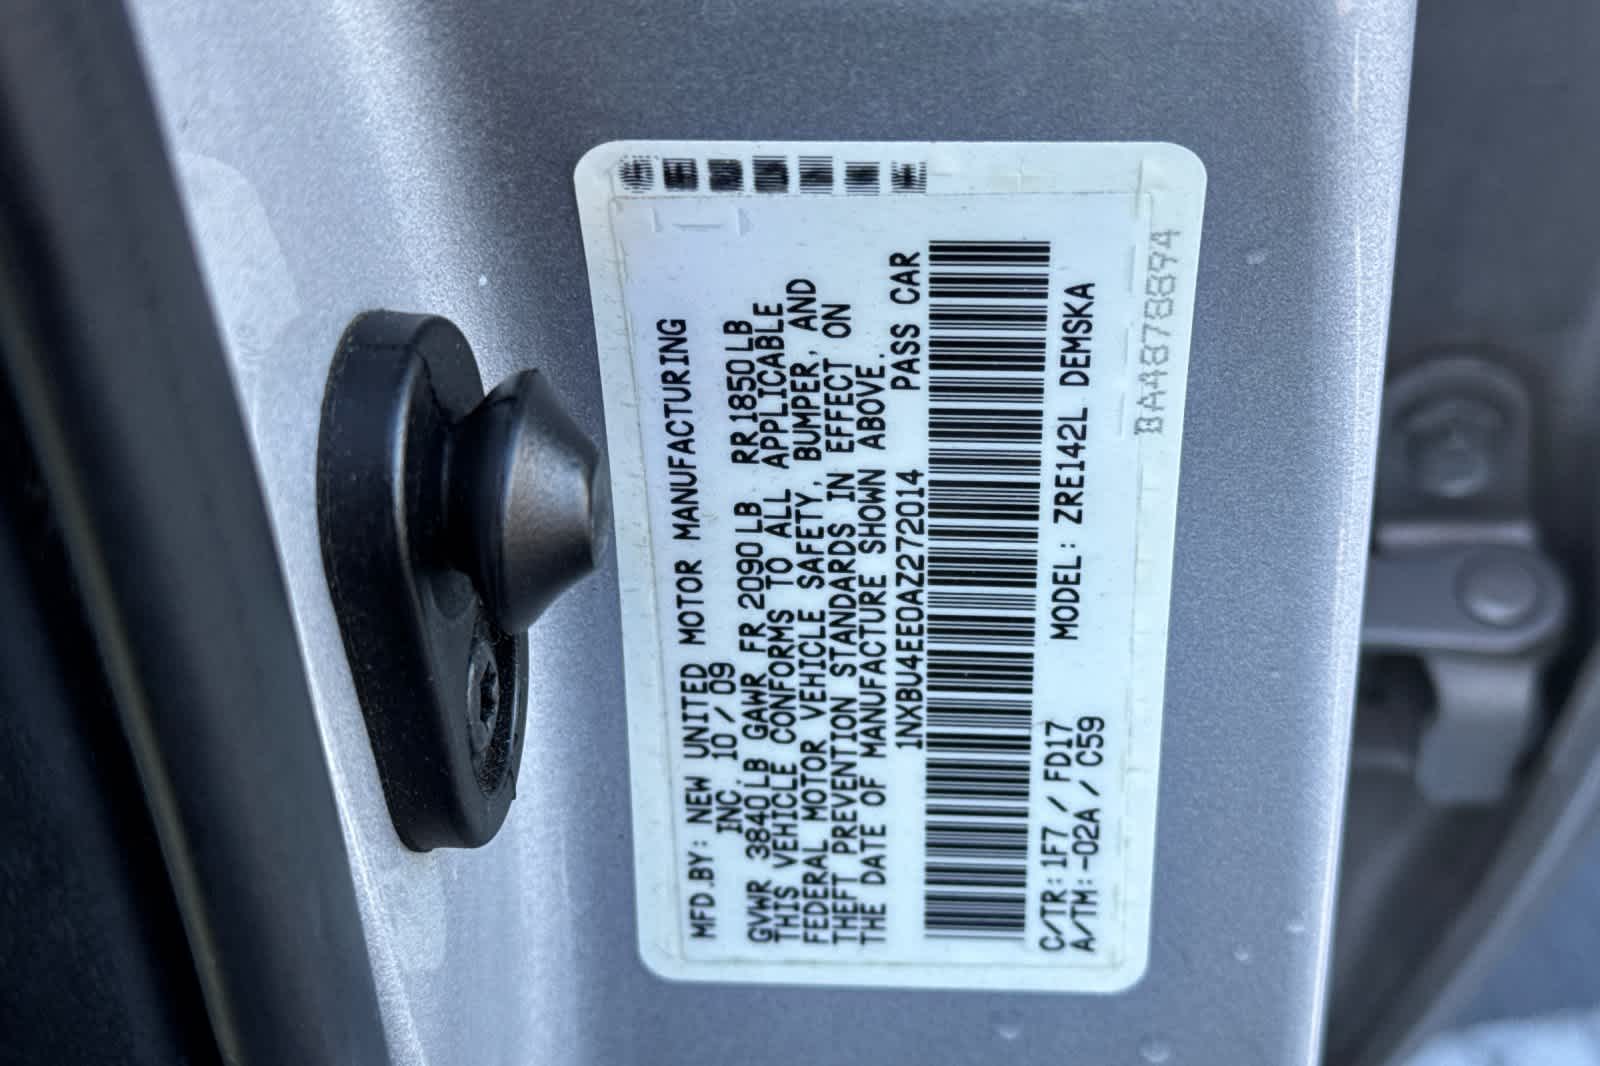 MFD.BY: NEW UNITED MOTOR MANUFACTURING
INC. 10/09
GVWR 3840LB GAWR FR 2090LB RR 1850LB
THIS VEHICLE CONFORMS TO ALL APPLICABLE
FEDERAL MOTOR VEHICLE SAFETY, BUMPER, AND
THEFT PREVENTION STANDARDS IN EFFECT ON
THE DATE OF MANUFACTURE SHOWN ABOVE.
1NXBU4EE0AZ272014 PASS CAR
C/TR: 1F7 / FD17 MODEL: ZRE142L DEMSKA
A/TM: -02A / C59
BA4878894